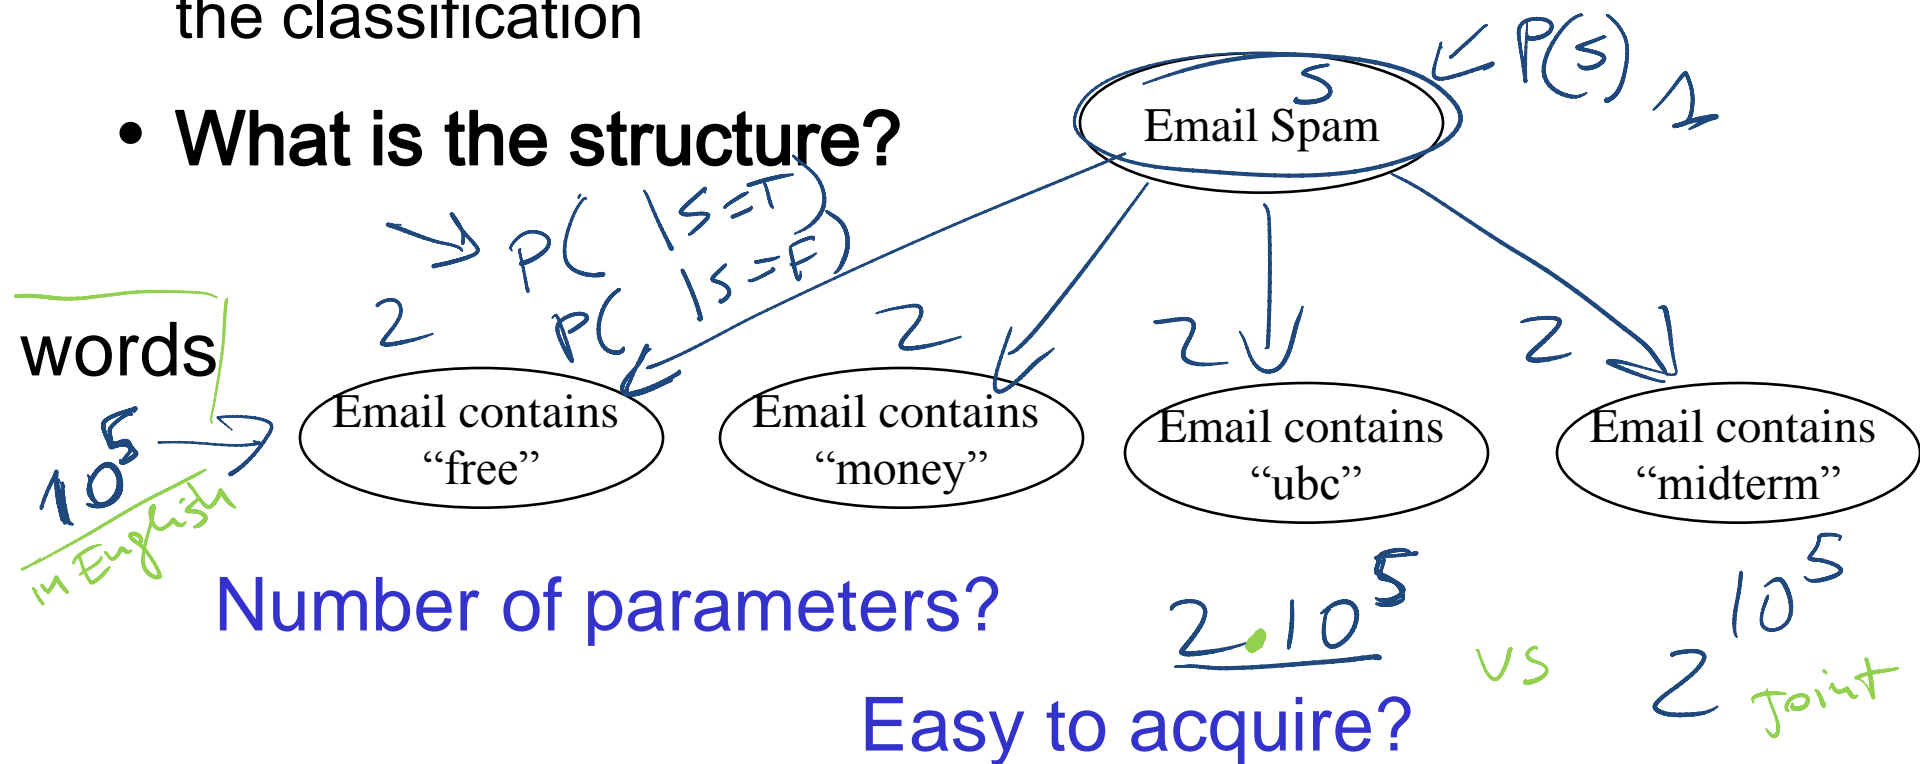 the classification
• What is the structure?
S
Email Spam
P(S) 1
P( |S=T)
P( |S=F)
2
2
2
2
words
10^5
in English
Email contains
“free”
Email contains
“money”
Email contains
“ubc”
Email contains
“midterm”
Number of parameters?
2.10^5
vs
2^10^5
Joint
Easy to acquire?